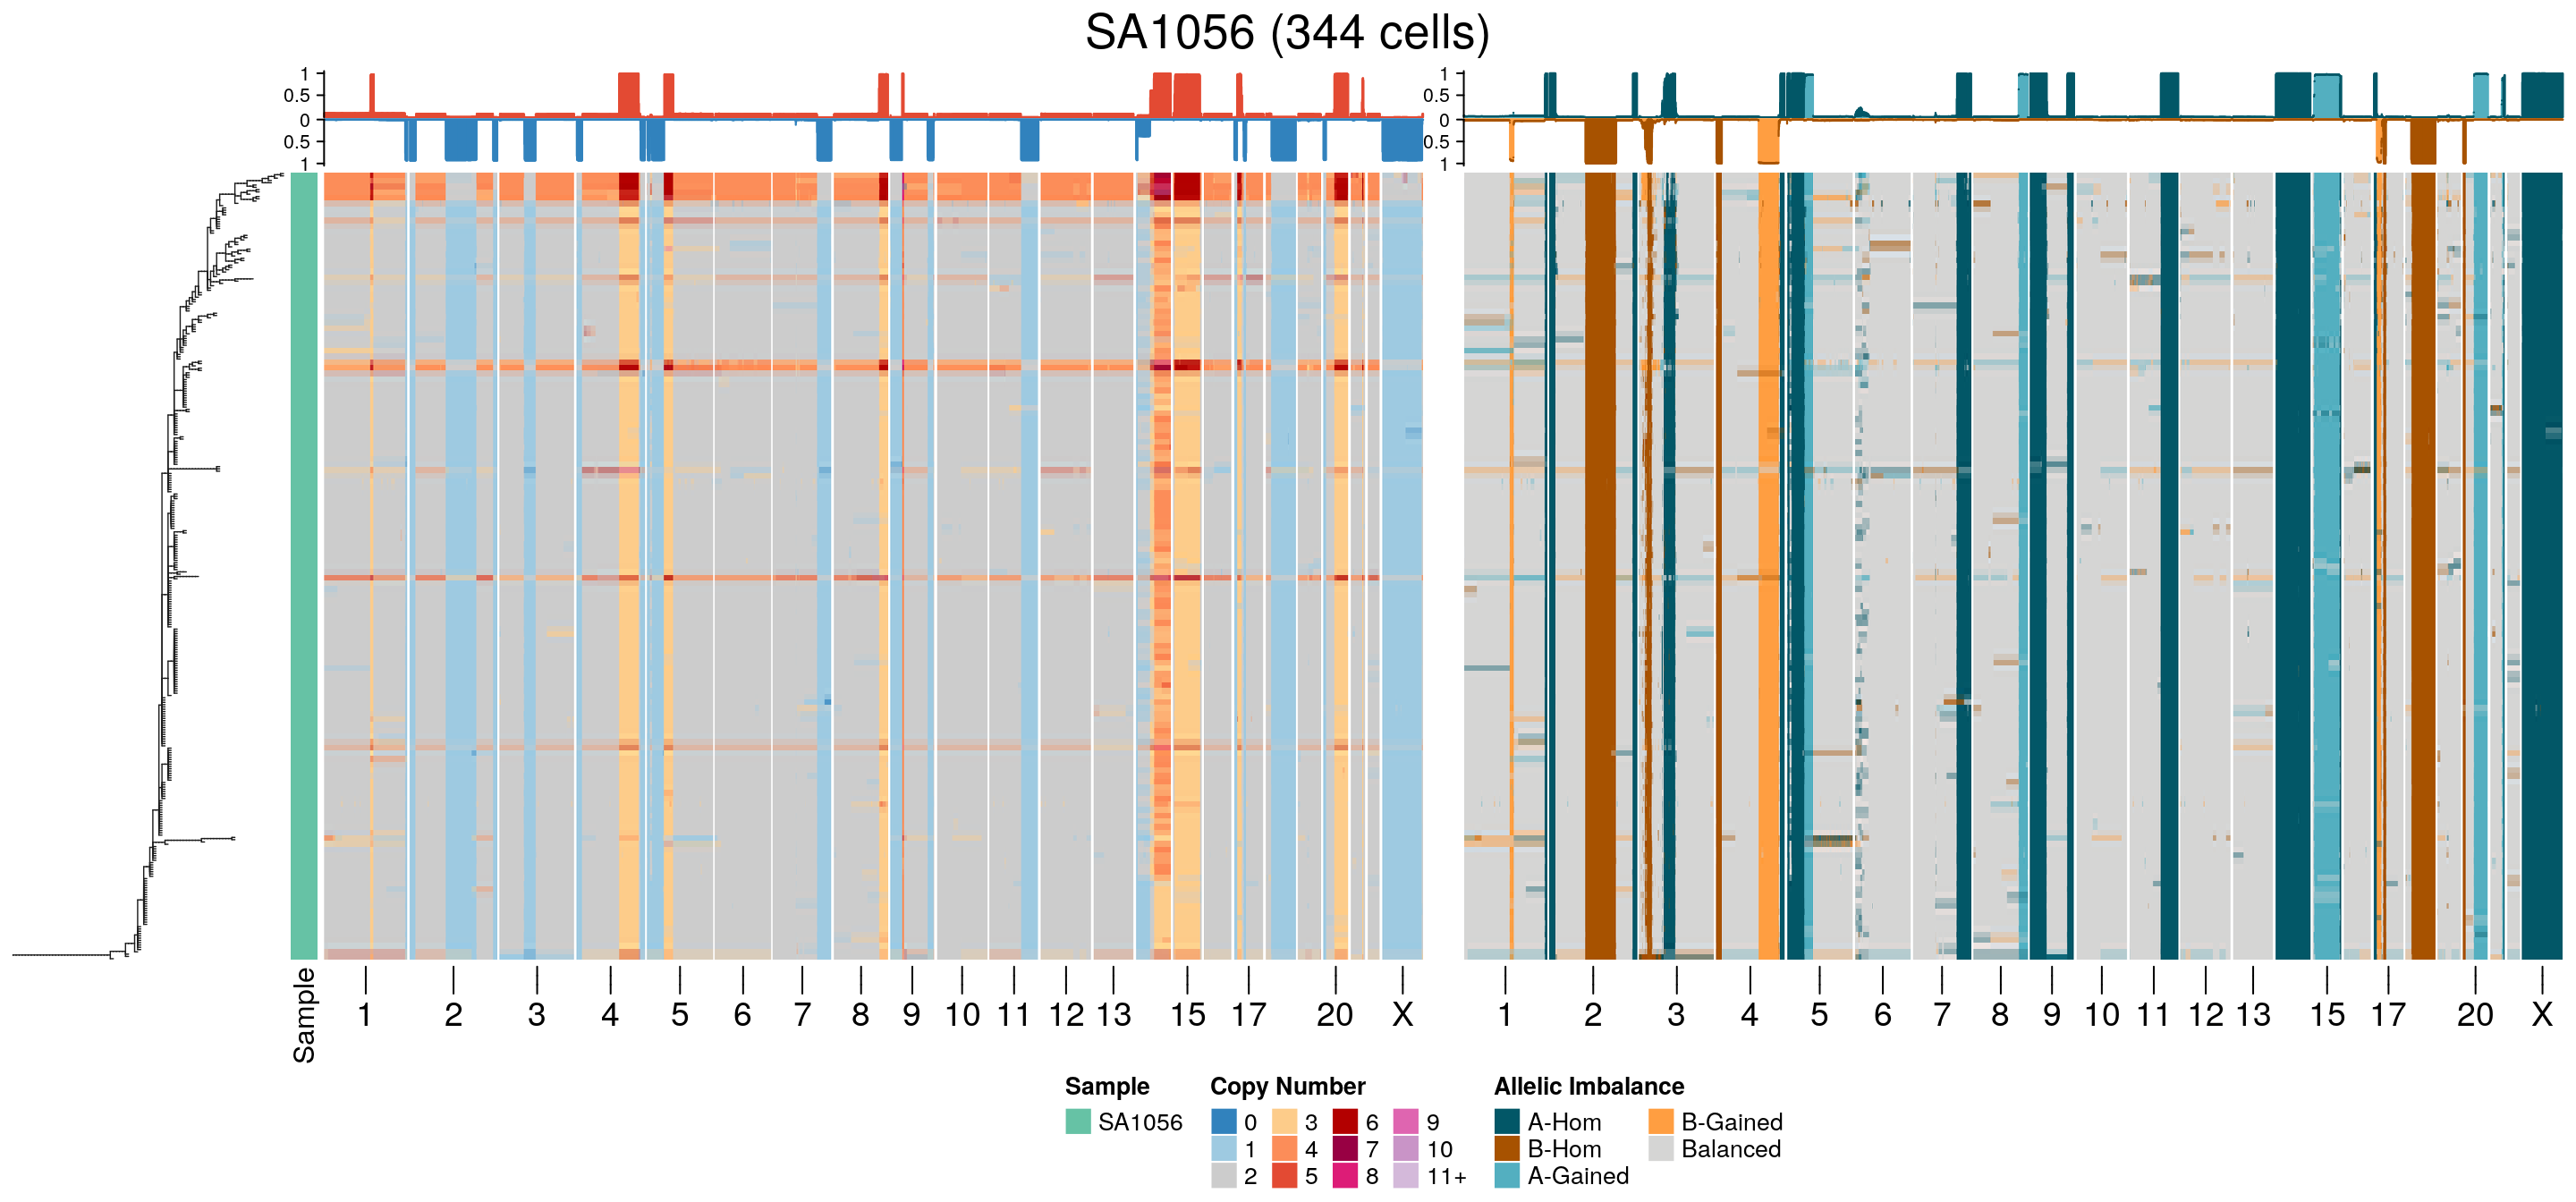 SA1056 (344 cells)
1
0.5
0
0.5
1
1
0.5
0
0.5
1
Sample
1 2 3 4 5 6 7 8 9 10 11 12 13 15 17 20 X
1 2 3 4 5 6 7 8 9 10 11 12 13 15 17 20 X
Sample
SA1056
Copy Number
0 3 6 9
1 4 7 10
2 5 8 11+
Allelic Imbalance
A-Hom B-Gained
B-Hom Balanced
A-Gained